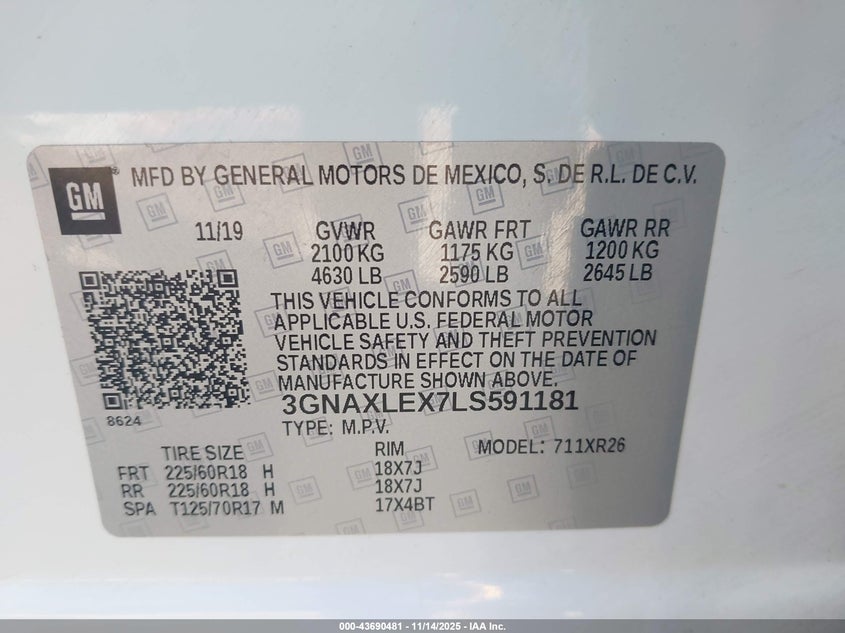 GM
MFD BY GENERAL MOTORS DE MEXICO, S. DE R.L. DE C.V.
11/19 GVWR GAWR FRT GAWR RR
2100 KG 1175 KG 1200 KG
4630 LB 2590 LB 2645 LB
THIS VEHICLE CONFORMS TO ALL
APPLICABLE U.S. FEDERAL MOTOR
VEHICLE SAFETY AND THEFT PREVENTION
STANDARDS IN EFFECT ON THE DATE OF
MANUFACTURE SHOWN ABOVE.
3GNAXLEX7LS591181
8624
TYPE: M.P.V.
TIRE SIZE RIM MODEL: 711XR26
FRT 225/60R18 H 18X7J
RR 225/60R18 H 18X7J
SPA T125/70R17 M 17X4BT
000-43690481 - 11/14/2025 - IAA Inc.